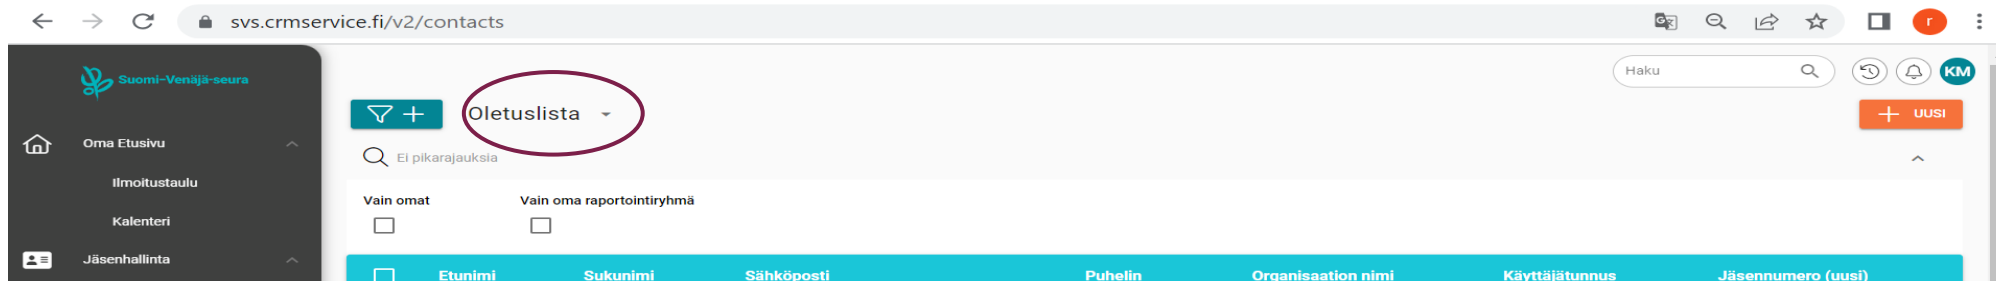 svs.crmservice.fi/v2/contacts
r
Suomi-Venäjä-seura
Haku
KM
Oletuslista
UUSI
Oma Etusivu
Ei pikarajauksia
Ilmoitustaulu
Vain omat Vain oma raportointiryhmä
Kalenteri
Jäsenhallinta
Etunimi Sukunimi Sähköposti Puhelin Organisaation nimi Käyttäjätunnus Jäsennumero (uusi)